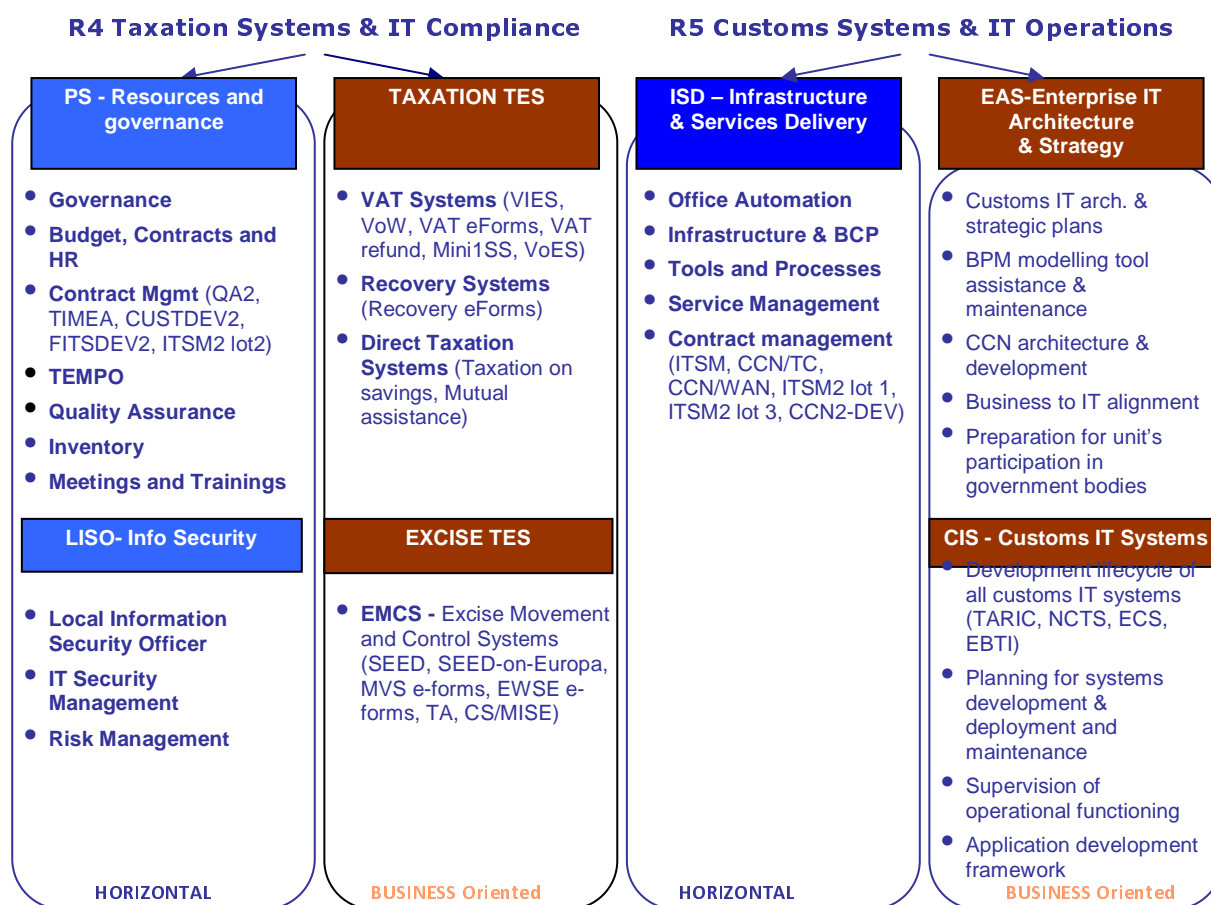 R4 Taxation Systems & IT Compliance
PS - Resources and
governance
• Governance
• Budget, Contracts and
HR
• Contract Mgmt (QA2,
TIMEA, CUSTDEV2,
FITSDEV2, ITSM2 lot2)
• TEMPO
• Quality Assurance
• Inventory
• Meetings and Trainings
LISO- Info Security
• Local Information
Security Officer
• IT Security
Management
• Risk Management
HORIZONTAL
TAXATION TES
• VAT Systems (VIES,
VoW, VAT eForms, VAT
refund, Mini1SS, VoES)
• Recovery Systems
(Recovery eForms)
• Direct Taxation
Systems (Taxation on
savings, Mutual
assistance)
EXCISE TES
• EMCS - Excise Movement
and Control Systems
(SEED, SEED-on-Europa,
MVS e-forms, EWSE e-
forms, TA, CS/MISE)
BUSINESS Oriented
R5 Customs Systems & IT Operations
ISD – Infrastructure
& Services Delivery
• Office Automation
• Infrastructure & BCP
• Tools and Processes
• Service Management
• Contract management
(ITSM, CCN/TC,
CCN/WAN, ITSM2 lot 1,
ITSM2 lot 3, CCN2-DEV)
HORIZONTAL
EAS-Enterprise IT
Architecture
& Strategy
• Customs IT arch. &
strategic plans
• BPM modelling tool
assistance &
maintenance
• CCN architecture &
development
• Business to IT alignment
• Preparation for unit's
participation in
government bodies
CIS - Customs IT Systems
• Development lifecycle of
all customs IT systems
(TARIC, NCTS, ECS,
EBTI)
• Planning for systems
development &
deployment and
maintenance
• Supervision of
operational functioning
• Application development
framework
BUSINESS Oriented